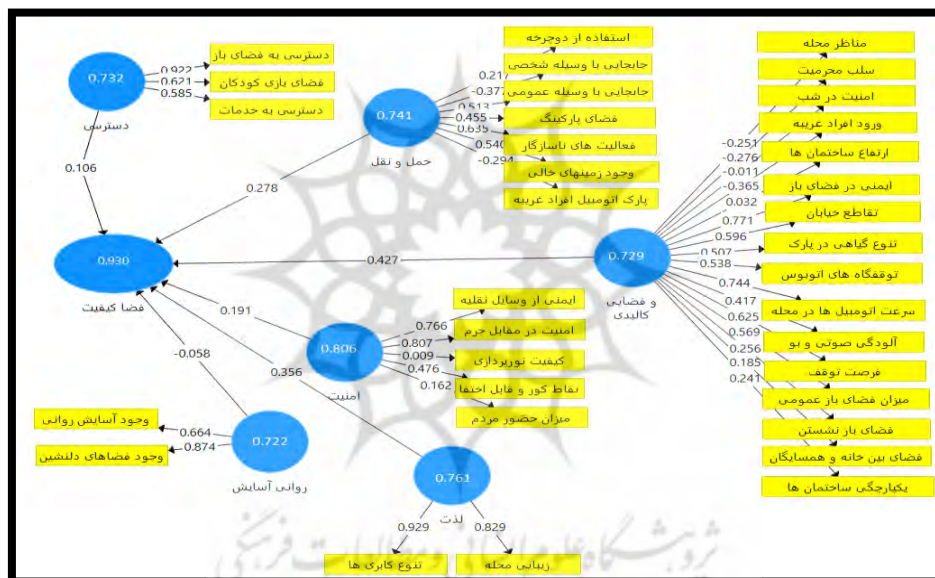 0.732
دسترسی
0.922
0.621
0.585
دسترسی به فضای باز
فضای بازی کودکان
دسترسی به خدمات
0.106
0.741
حمل و نقل
0.217
-0.377
0.513
0.455
0.635
0.540
-0.294
استفاده از دوچرخه
جابجایی با وسیله شخصی
جابجایی با وسیله عمومی
فضای پارکینگ
فعالیت های ناسازگار
وجود زمینهای خالی
پارک اتومبیل افراد غریبه
0.278
0.930
فضا کیفیت
0.427
0.729
و فضایی
کالبدی
-0.251
-0.276
-0.011
-0.365
0.032
0.771
0.596
0.507
0.538
0.744
0.417
0.625
0.569
0.256
0.185
0.241
مناظر محله
سلب محرمیت
امنیت در شب
ورود افراد غریبه
ارتفاع ساختمان ها
ایمنی در فضای باز
تقاطع خیابان
تنوع گیاهی در پارک
توقفگاه های اتوبوس
سرعت اتومبیل ها در محله
آلودگی صوتی و بو
فرصت توقف
میزان فضای باز عمومی
فضای باز نشستن
فضای بین خانه و همسایگان
یکپارچگی ساختمان ها
0.191
0.806
امنیت
0.766
0.807
0.009
0.476
0.162
ایمنی از وسایل نقلیه
امنیت در مقابل جرم
کیفیت نورپردازی
نقاط کور و قابل اختفا
میزان حضور مردم
-0.058
0.356
0.722
روانی آسایش
0.664
0.874
وجود آسایش روانی
وجود فضاهای دلنشین
0.761
لذت
0.929
0.829
تنوع کابری ها
زیبایی محله
پژوهشگاه علوم انسانی و مطالعات فرهنگی